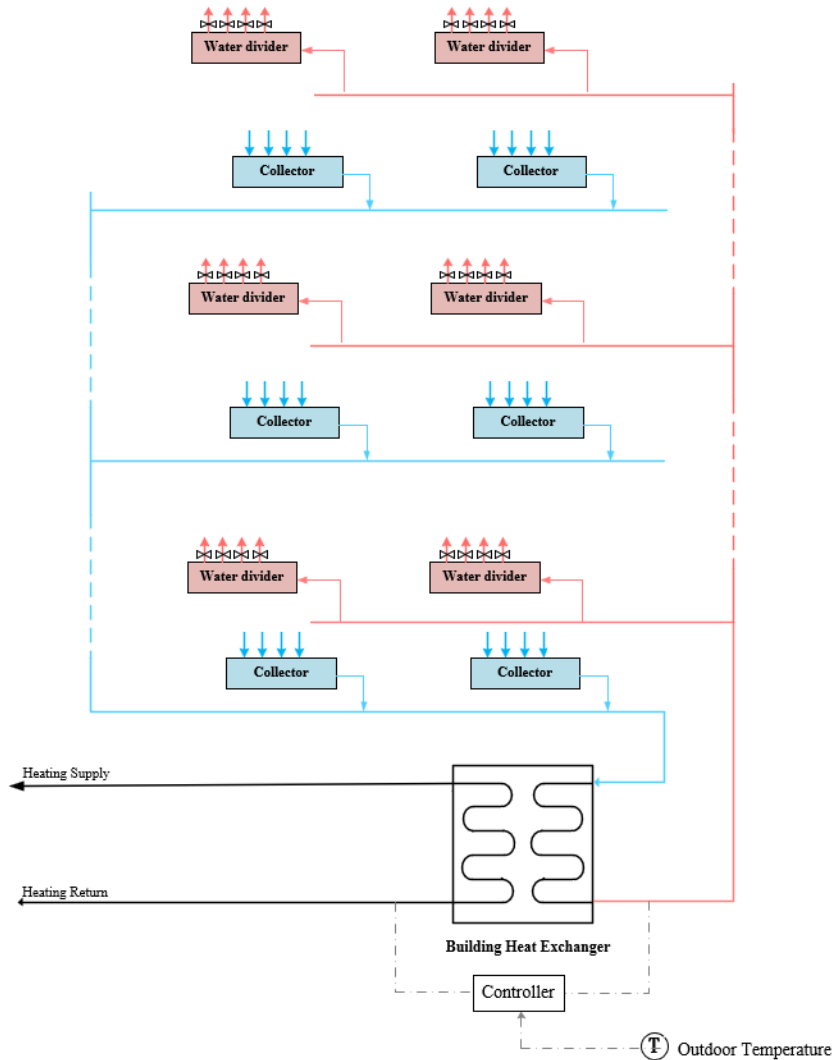 Water divider
Water divider
Collector
Collector
Water divider
Water divider
Collector
Collector
Water divider
Water divider
Collector
Collector
Heating Supply
Heating Return
Building Heat Exchanger
Controller
T
Outdoor Temperature